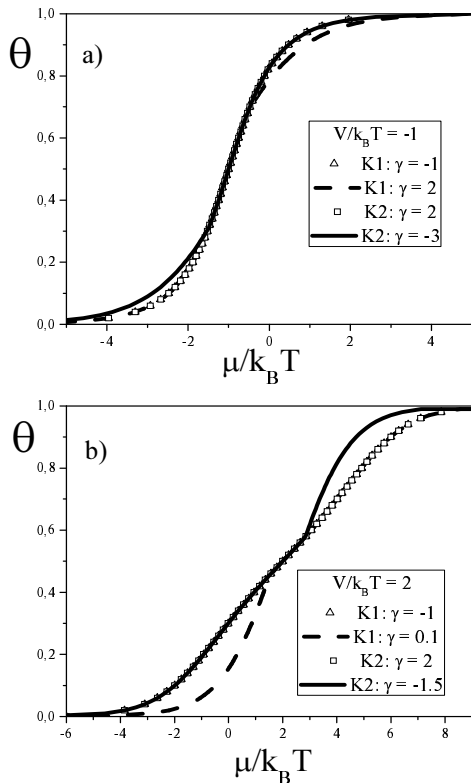 θ
a)
1,0
0,8
0,6
0,4
0,2
0,0
V/k_BT = -1
K1: γ = -1
K1: γ = 2
K2: γ = 2
K2: γ = -3
-4 -2 0 2 4
μ/k_BT
θ
b)
1,0
0,8
0,6
0,4
0,2
0,0
V/k_BT = 2
K1: γ = -1
K1: γ = 0.1
K2: γ = 2
K2: γ = -1.5
-6 -4 -2 0 2 4 6 8
μ/k_BT